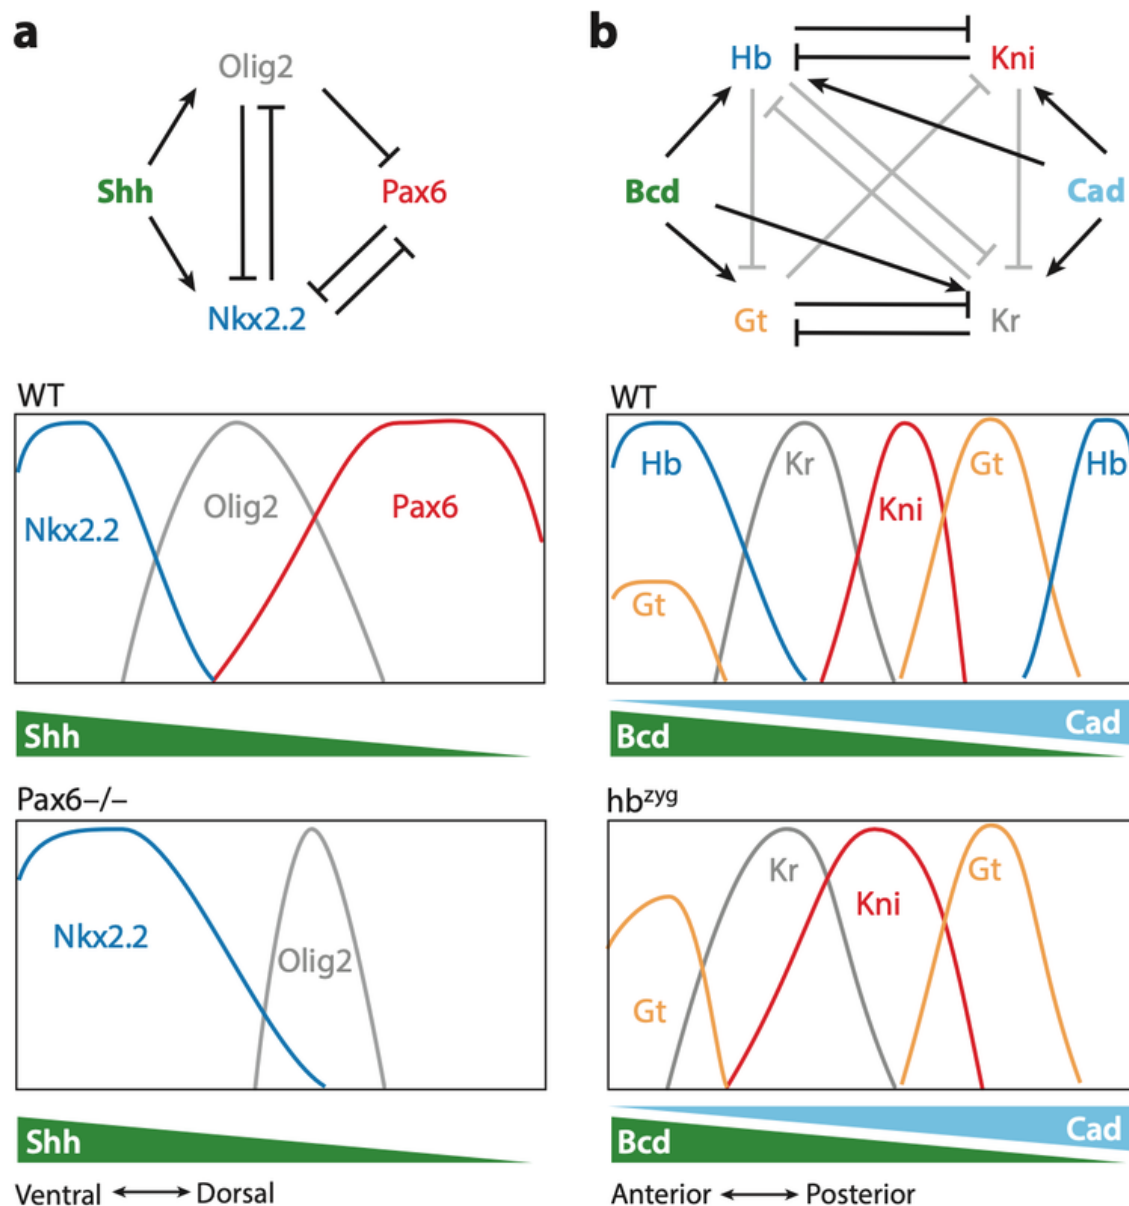 a
Olig2
Shh
Pax6
Nkx2.2
WT
Nkx2.2
Olig2
Pax6
Shh
Pax6–/–
Nkx2.2
Olig2
Shh
Ventral
Dorsal
b
Hb
Kni
Bcd
Cad
Gt
Kr
WT
Hb
Kr
Gt
Hb
Kni
Gt
Cad
Bcd
hbzyg
Kr
Gt
Kni
Gt
Cad
Bcd
Anterior
Posterior